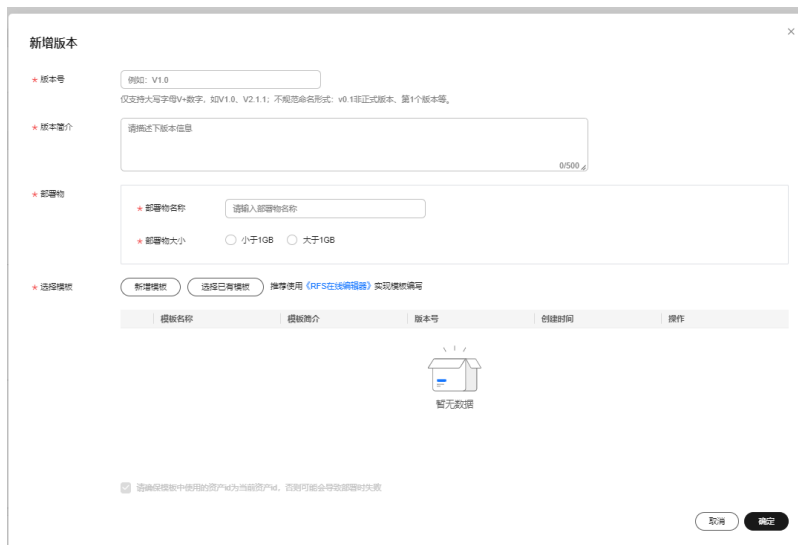 新增版本
×
* 版本号
例如：V1.0
仅支持大写字母V+数字，如V1.0、V2.1.1；不规范命名形式：v0.1非正式版本、第1个版本等。
* 版本简介
请描述下版本信息
0/500
* 部署物
* 部署物名称
请输入部署物名称
* 部署物大小
小于1GB 大于1GB
* 选择模板
新增模板 选择已有模板 推荐使用《RFS在线编辑器》实现模板编写
模板名称 模板简介 版本号 创建时间 操作
暂无数据
请确保模板中使用的资产id为当前资产id，否则可能会导致部署时失败
取消 确定